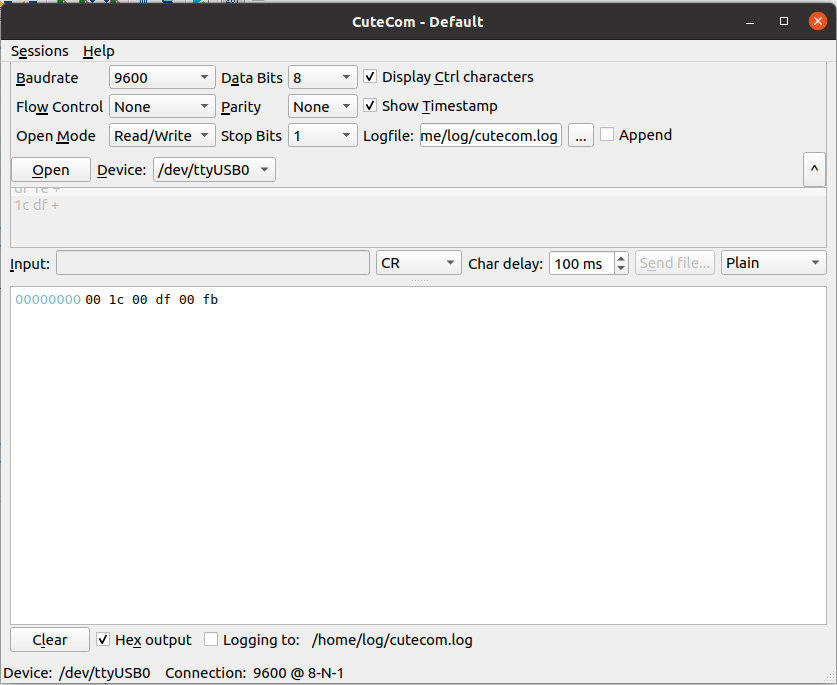 CuteCom - Default
Sessions Help
Baudrate 9600 Data Bits 8 Display Ctrl characters
Flow Control None Parity None Show Timestamp
Open Mode Read/Write Stop Bits 1 Logfile: me/log/cutecom.log ... Append
Open Device: /dev/ttyUSB0 ^
1c df +
Input: CR Char delay: 100 ms Send file... Plain
00000000 00 1c 00 df 00 fb
Clear Hex output Logging to: /home/log/cutecom.log
Device: /dev/ttyUSB0 Connection: 9600 @ 8-N-1